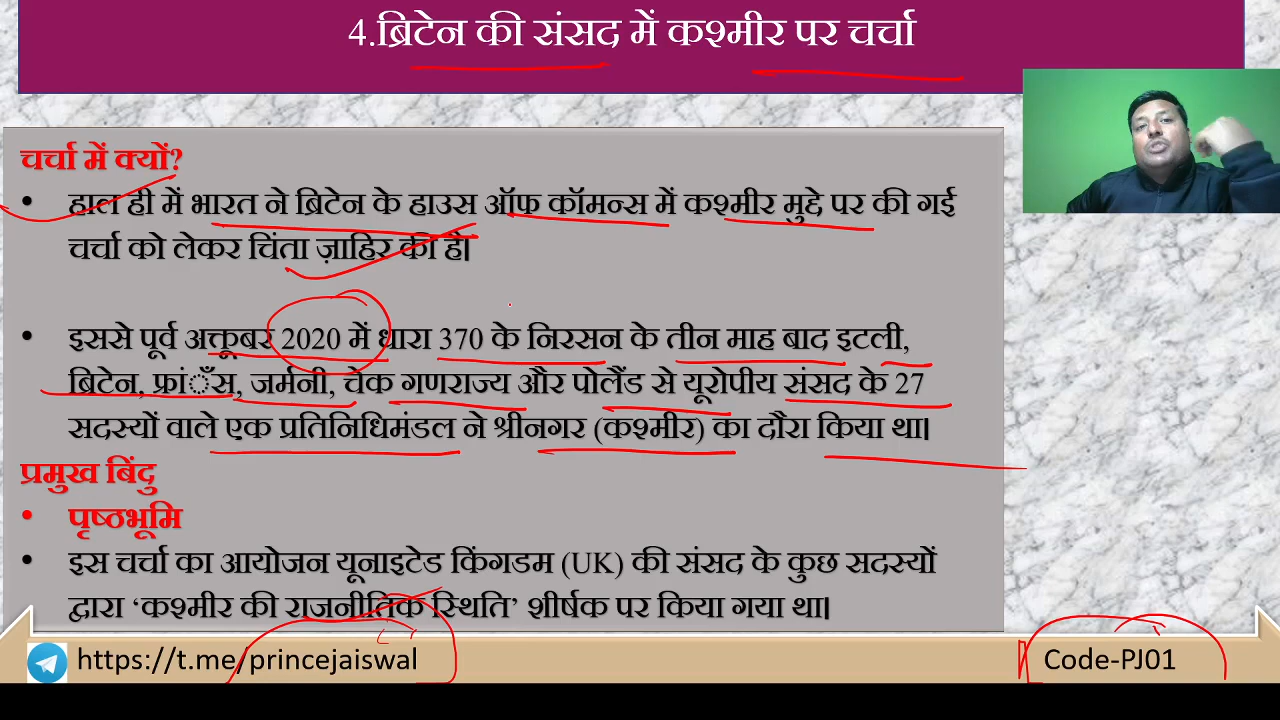 4.ब्रिटेन की संसद में कश्मीर पर चर्चा
चर्चा में क्यों?
• हाल ही में भारत ने ब्रिटेन के हाउस ऑफ कॉमन्स में कश्मीर मुद्दे पर की गई
चर्चा को लेकर चिंता ज़ाहिर की है।
• इससे पूर्व अक्तूबर 2020 में धारा 370 के निरसन के तीन माह बाद इटली,
ब्रिटेन, फ्रांँस, जर्मनी, चेक गणराज्य और पोलैंड से यूरोपीय संसद के 27
सदस्यों वाले एक प्रतिनिधिमंडल ने श्रीनगर (कश्मीर) का दौरा किया था।
प्रमुख बिंदु
• पृष्ठभूमि
• इस चर्चा का आयोजन यूनाइटेड किंगडम (UK) की संसद के कुछ सदस्यों
द्वारा ‘कश्मीर की राजनीतिक स्थिति’ शीर्षक पर किया गया था।
https://t.me/princejaiswal
Code-PJ01